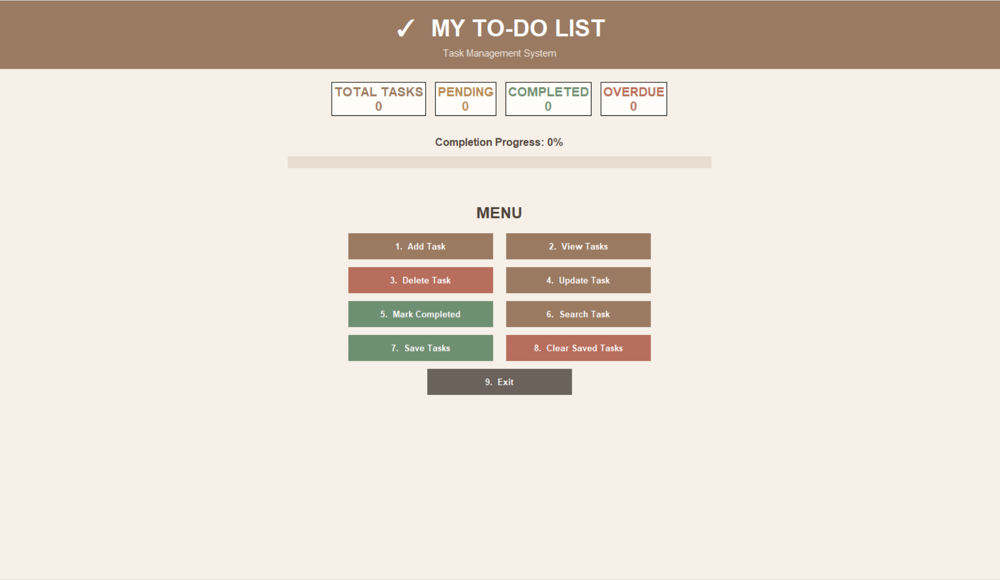 ✓ MY TO-DO LIST
Task Management System
TOTAL TASKS
0
PENDING
0
COMPLETED
0
OVERDUE
0
Completion Progress: 0%
MENU
1. Add Task
2. View Tasks
3. Delete Task
4. Update Task
5. Mark Completed
6. Search Task
7. Save Tasks
8. Clear Saved Tasks
9. Exit